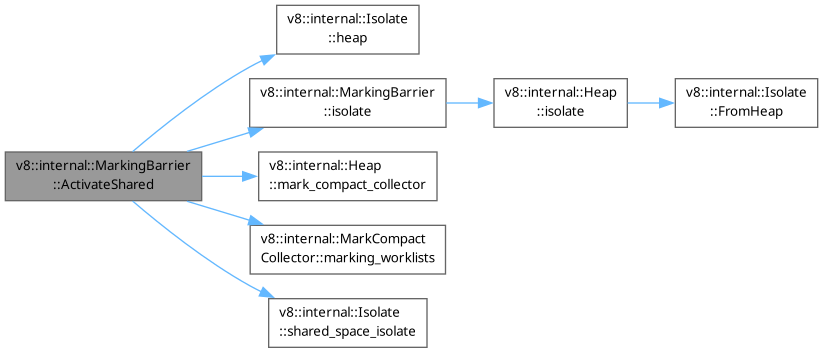 v8::internal::Isolate
::heap
v8::internal::MarkingBarrier
::isolate
v8::internal::Heap
::isolate
v8::internal::Isolate
::FromHeap
v8::internal::MarkingBarrier
::ActivateShared
v8::internal::Heap
::mark_compact_collector
v8::internal::MarkCompact
Collector::marking_worklists
v8::internal::Isolate
::shared_space_isolate